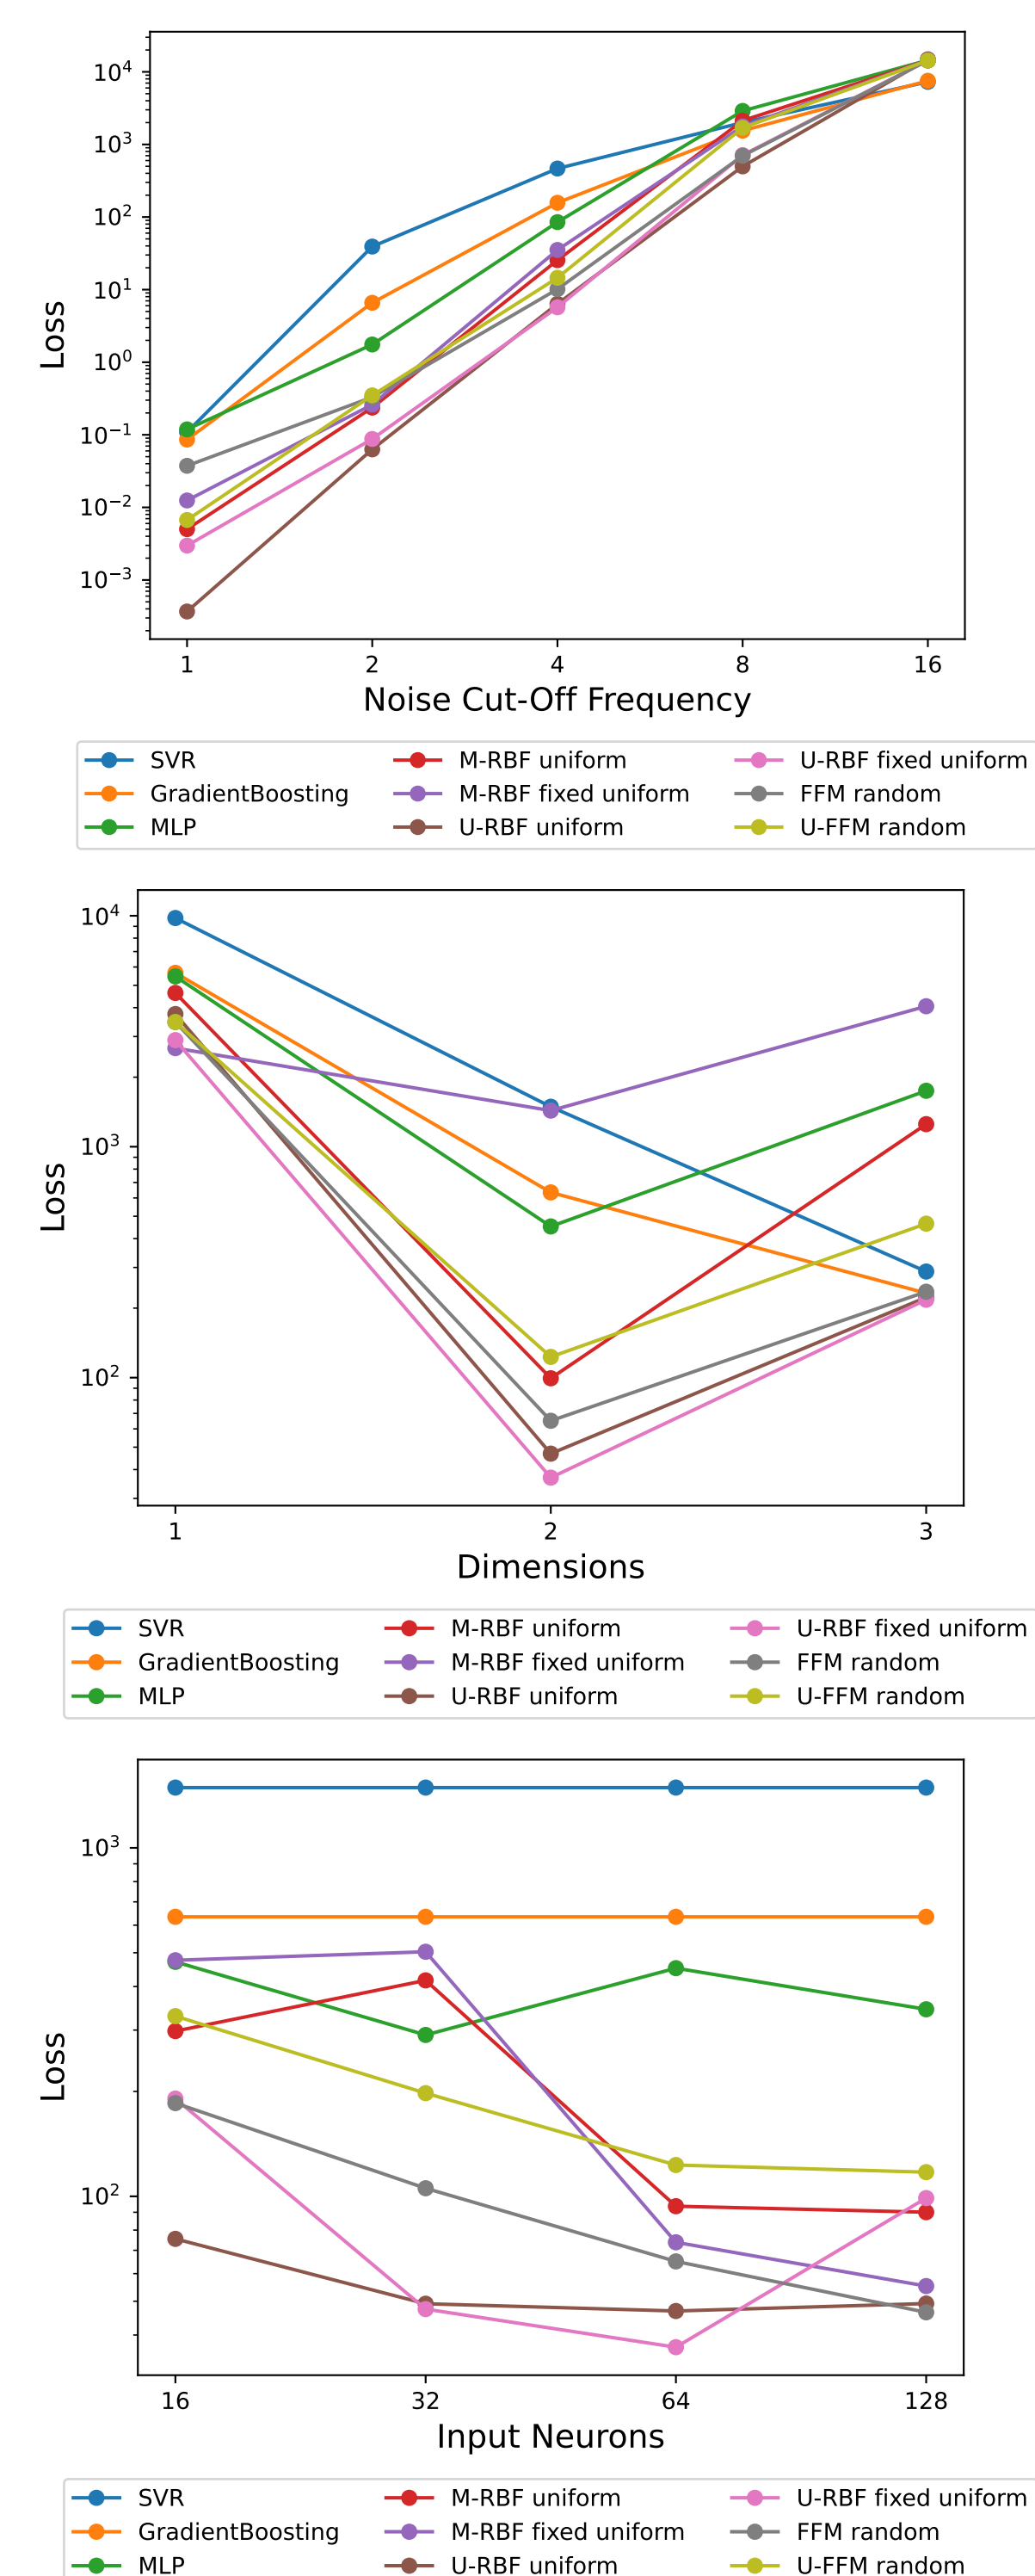 10^4
10^3
10^2
10^1
10^0
10^−1
10^−2
10^−3
Loss
1 2 4 8 16
Noise Cut-Off Frequency
SVR M-RBF uniform U-RBF fixed uniform
GradientBoosting M-RBF fixed uniform FFM random
MLP U-RBF uniform U-FFM random
10^4
10^3
10^2
Loss
1 2 3
Dimensions
SVR M-RBF uniform U-RBF fixed uniform
GradientBoosting M-RBF fixed uniform FFM random
MLP U-RBF uniform U-FFM random
10^3
10^2
Loss
16 32 64 128
Input Neurons
SVR M-RBF uniform U-RBF fixed uniform
GradientBoosting M-RBF fixed uniform FFM random
MLP U-RBF uniform U-FFM random